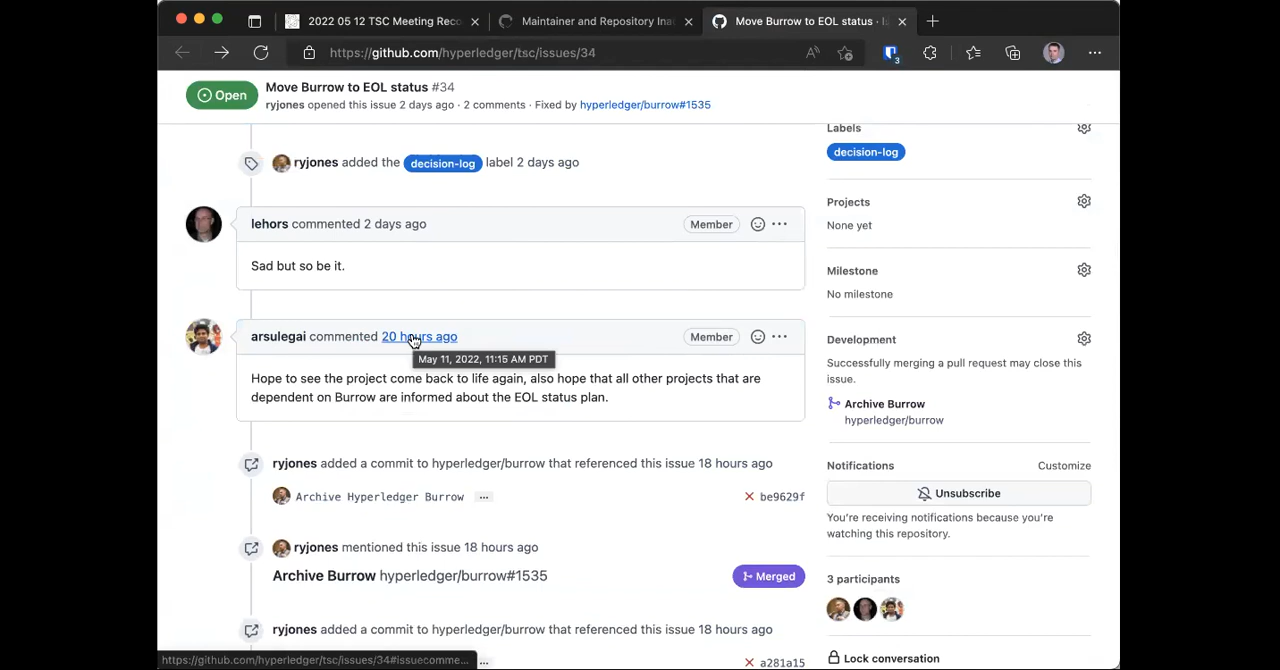 2022 05 12 TSC Meeting Reco
Maintainer and Repository Ina
Move Burrow to EOL status · Is
https://github.com/hyperledger/tsc/issues/34
3
Open
Move Burrow to EOL status #34
ryjones opened this issue 2 days ago · 2 comments · Fixed by hyperledger/burrow#1535
ryjones added the decision-log label 2 days ago
lehors commented 2 days ago
Member
Sad but so be it.
arsulegai commented 20 hours ago
Member
May 11, 2022, 11:15 AM PDT
Hope to see the project come back to life again, also hope that all other projects that are
dependent on Burrow are informed about the EOL status plan.
ryjones added a commit to hyperledger/burrow that referenced this issue 18 hours ago
Archive Hyperledger Burrow ...
be9629f
ryjones mentioned this issue 18 hours ago
Archive Burrow hyperledger/burrow#1535
Merged
ryjones added a commit to hyperledger/burrow that referenced this issue 18 hours ago
a281a15
https://github.com/hyperledger/tsc/issues/34#issuecomme...
Labels
decision-log
Projects
None yet
Milestone
No milestone
Development
Successfully merging a pull request may close this
issue.
Archive Burrow
hyperledger/burrow
Notifications
Customize
Unsubscribe
You're receiving notifications because you're
watching this repository.
3 participants
Lock conversation